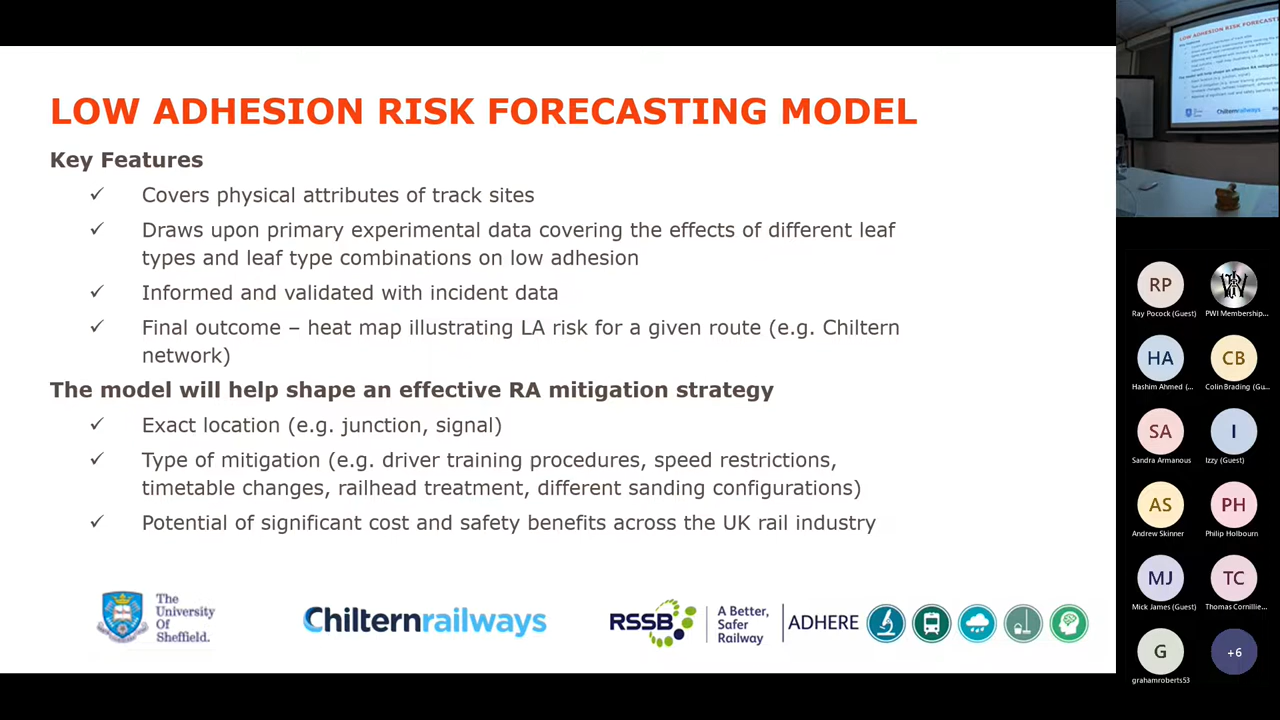 LOW ADHESION RISK FORECASTING MODEL
Key Features
✓ Covers physical attributes of track sites
✓ Draws upon primary experimental data covering the effects of different leaf
types and leaf type combinations on low adhesion
✓ Informed and validated with incident data
✓ Final outcome – heat map illustrating LA risk for a given route (e.g. Chiltern
network)
The model will help shape an effective RA mitigation strategy
✓ Exact location (e.g. junction, signal)
✓ Type of mitigation (e.g. driver training procedures, speed restrictions,
timetable changes, railhead treatment, different sanding configurations)
✓ Potential of significant cost and safety benefits across the UK rail industry
The
University
Of
Sheffield.
Chilternrailways
RSSB
A Better,
Safer
Railway
ADHERE
LOW ADHESION RISK FORECASTI
Chilternrailways
RP
Ray Pocock (Guest)
PWI Membership...
HA
Hashim Ahmed (...
CB
Colin Brading (Gu...
SA
Sandra Armanous
I
Izzy (Guest)
AS
Andrew Skinner
PH
Philip Holbourn
MJ
Mick James (Guest)
TC
Thomas Cornillie...
G
grahamroberts53
+6